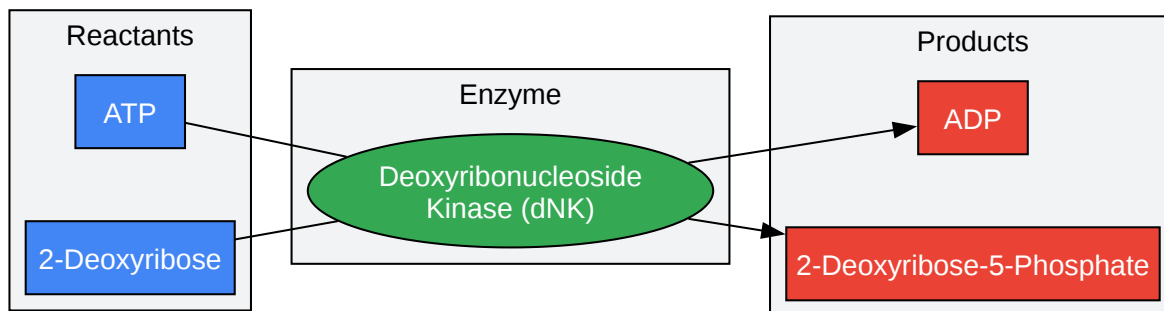 Reactants
ATP
2-Deoxyribose
Enzyme
Deoxyribonucleoside
Kinase (dNK)
Products
ADP
2-Deoxyribose-5-Phosphate